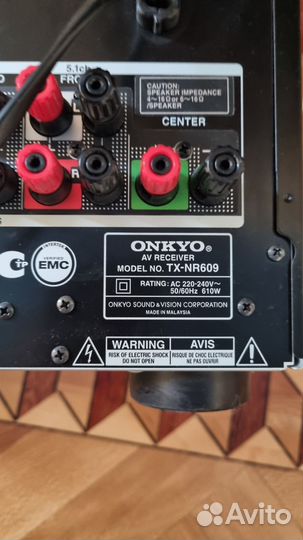 5.1ch
FRO
CAUTION:
SPEAKER IMPEDANCE
4~16Ω or 6~16Ω
/SPEAKER
CENTER
R
INTERTEK
VERIFIED
EMC
ONKYO®
AV RECEIVER
MODEL NO. TX-NR609
RATING: AC 220-240V~
50/60Hz 610W
ONKYO SOUND & VISION CORPORATION
MADE IN MALAYSIA
WARNING
RISK OF ELECTRIC SHOCK
DO NOT OPEN
AVIS
RISQUE DE CHOC ELECTRIQUE
NE PAS OUVRIR
Avito